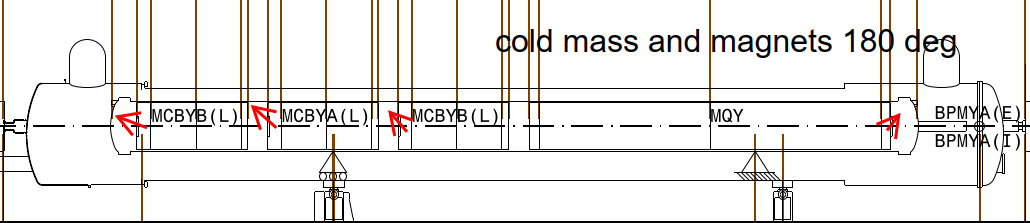 cold mass and magnets 180 deg
MCBYB(L) MCBYA(L) MCBYB(L) MQY BPMYA(E)
BPMYA(I)